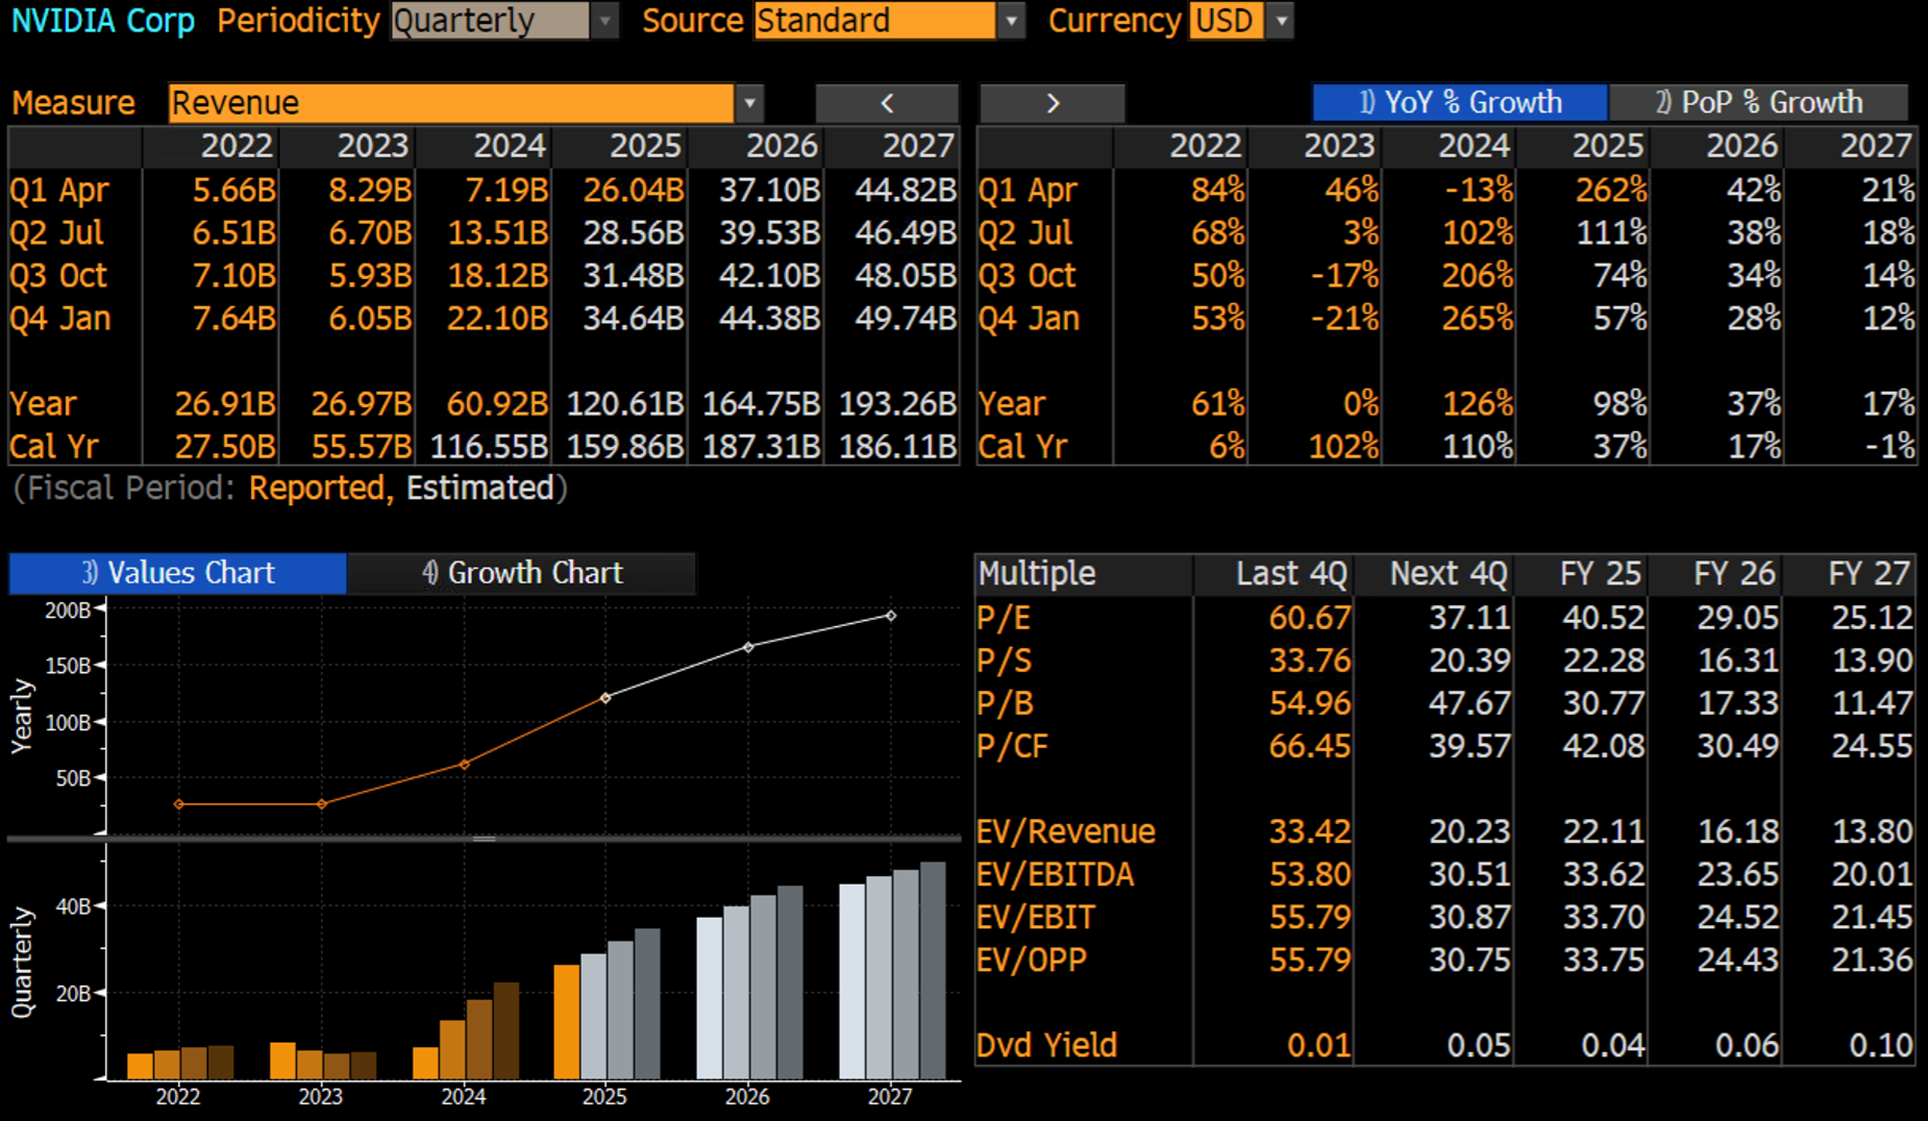 NVIDIA Corp Periodicity Quarterly Source Standard Currency USD
Measure Revenue < > 1) YoY % Growth 2) PoP % Growth
2022 2023 2024 2025 2026 2027 2022 2023 2024 2025 2026 2027
Q1 Apr 5.66B 8.29B 7.19B 26.04B 37.10B 44.82B Q1 Apr 84% 46% -13% 262% 42% 21%
Q2 Jul 6.51B 6.70B 13.51B 28.56B 39.53B 46.49B Q2 Jul 68% 3% 102% 111% 38% 18%
Q3 Oct 7.10B 5.93B 18.12B 31.48B 42.10B 48.05B Q3 Oct 50% -17% 206% 74% 34% 14%
Q4 Jan 7.64B 6.05B 22.10B 34.64B 44.38B 49.74B Q4 Jan 53% -21% 265% 57% 28% 12%
Year 26.91B 26.97B 60.92B 120.61B 164.75B 193.26B Year 61% 0% 126% 98% 37% 17%
Cal Yr 27.50B 55.57B 116.55B 159.86B 187.31B 186.11B Cal Yr 6% 102% 110% 37% 17% -1%
(Fiscal Period: Reported, Estimated)
3) Values Chart 4) Growth Chart
200B
150B
100B
50B
Yearly
40B
20B
Quarterly
2022 2023 2024 2025 2026 2027
Multiple Last 4Q Next 4Q FY 25 FY 26 FY 27
P/E 60.67 37.11 40.52 29.05 25.12
P/S 33.76 20.39 22.28 16.31 13.90
P/B 54.96 47.67 30.77 17.33 11.47
P/CF 66.45 39.57 42.08 30.49 24.55
EV/Revenue 33.42 20.23 22.11 16.18 13.80
EV/EBITDA 53.80 30.51 33.62 23.65 20.01
EV/EBIT 55.79 30.87 33.70 24.52 21.45
EV/OPP 55.79 30.75 33.75 24.43 21.36
Dvd Yield 0.01 0.05 0.04 0.06 0.10